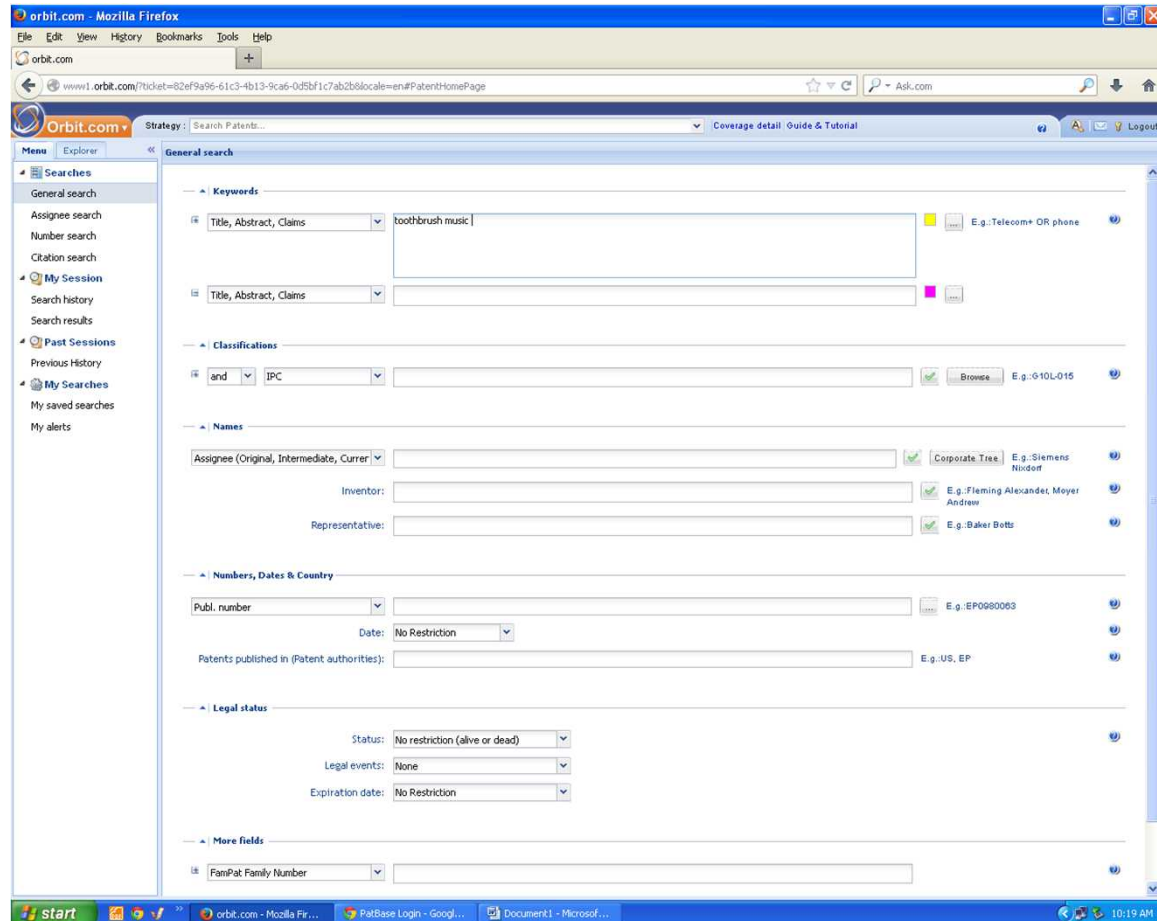 orbit.com - Mozilla Firefox
File Edit View History Bookmarks Tools Help
orbit.com
www1.orbit.com/?ticket=82ef9a96-61c3-4b13-9ca6-0d5bf1c7ab2b&locale=en#PatentHomePage
Ask.com
Orbit.com
Strategy : Search Patents...
Coverage detail Guide & Tutorial
Logout
Menu Explorer
General search
Searches
General search
Assignee search
Number search
Citation search
My Session
Search history
Search results
Past Sessions
Previous History
My Searches
My saved searches
My alerts
Keywords
Title, Abstract, Claims
toothbrush music
...
E.g.:Telecom+ OR phone
Title, Abstract, Claims
...
Classifications
and
IPC
Browse
E.g.:G10L-015
Names
Assignee (Original, Intermediate, Currer
Corporate Tree
E.g.:Siemens
Nixdorf
Inventor:
E.g.:Fleming Alexander, Moyer
Andrew
Representative:
E.g.:Baker Botts
Numbers, Dates & Country
Publ. number
...
E.g.:EP0980063
Date: No Restriction
Patents published in (Patent authorities):
E.g.:US, EP
Legal status
Status: No restriction (alive or dead)
Legal events: None
Expiration date: No Restriction
More fields
FamPat Family Number
start
orbit.com - Mozilla Fir...
PatBase Login - Googl...
Document1 - Microsof...
10:19 AM